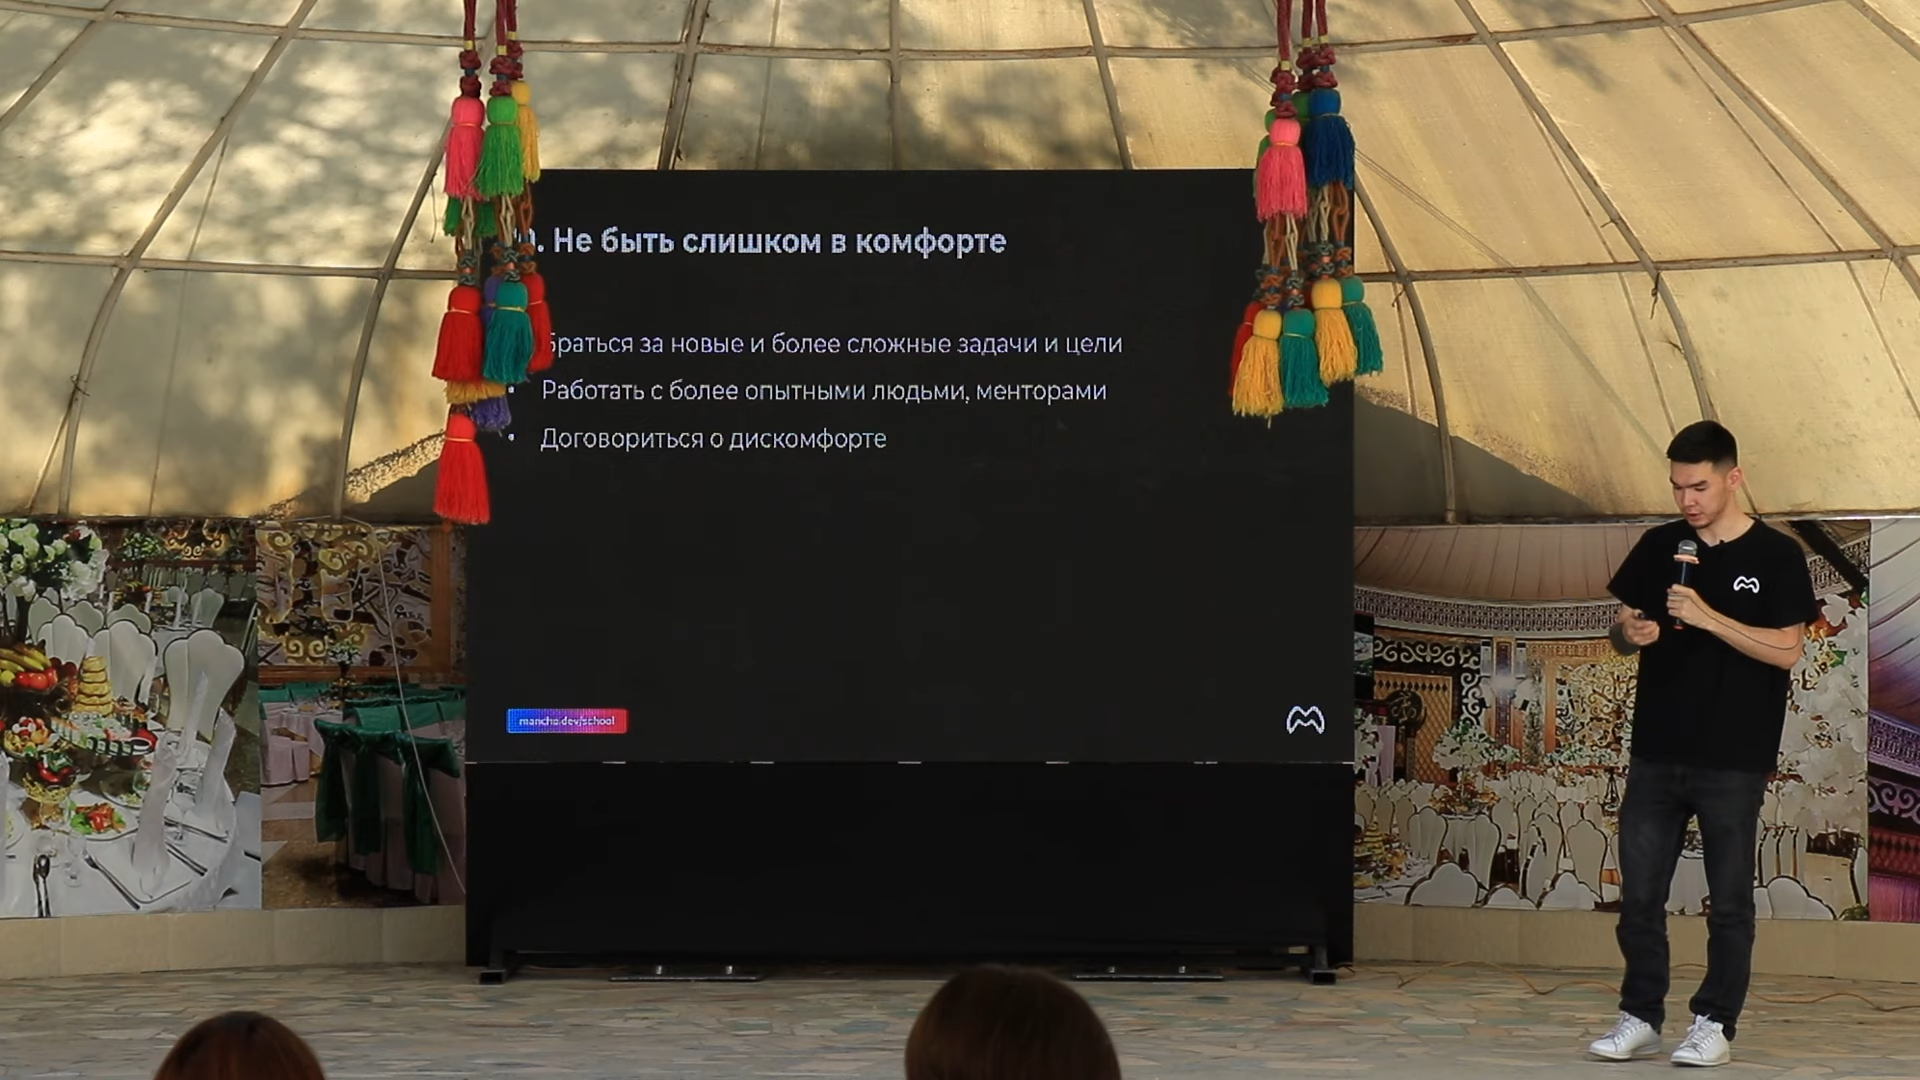 . Не быть слишком в комфорте
Браться за новые и более сложные задачи и цели
• Работать с более опытными людьми, менторами
• Договориться о дискомфорте
mancho.dev/school